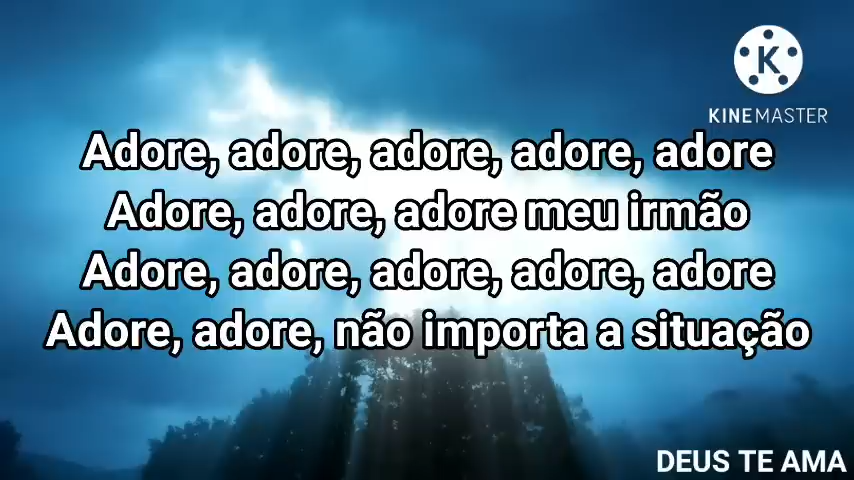 K
KINEMASTER
Adore, adore, adore, adore, adore
Adore, adore, adore meu irmão
Adore, adore, adore, adore, adore
Adore, adore, não importa a situação
DEUS TE AMA